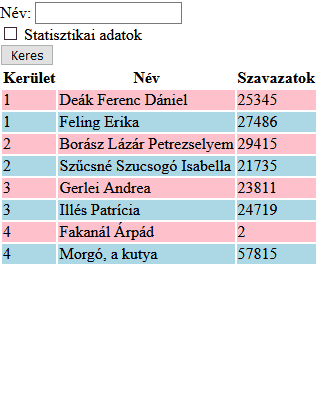 Név:
Statisztikai adatok
Keres
Kerület Név Szavazatok
1 Deák Ferenc Dániel 25345
1 Feling Erika 27486
2 Borász Lázár Petrezselyem 29415
2 Szűcsné Szucsogó Isabella 21735
3 Gerlei Andrea 23811
3 Illés Patrícia 24719
4 Fakanál Árpád 2
4 Morgó, a kutya 57815